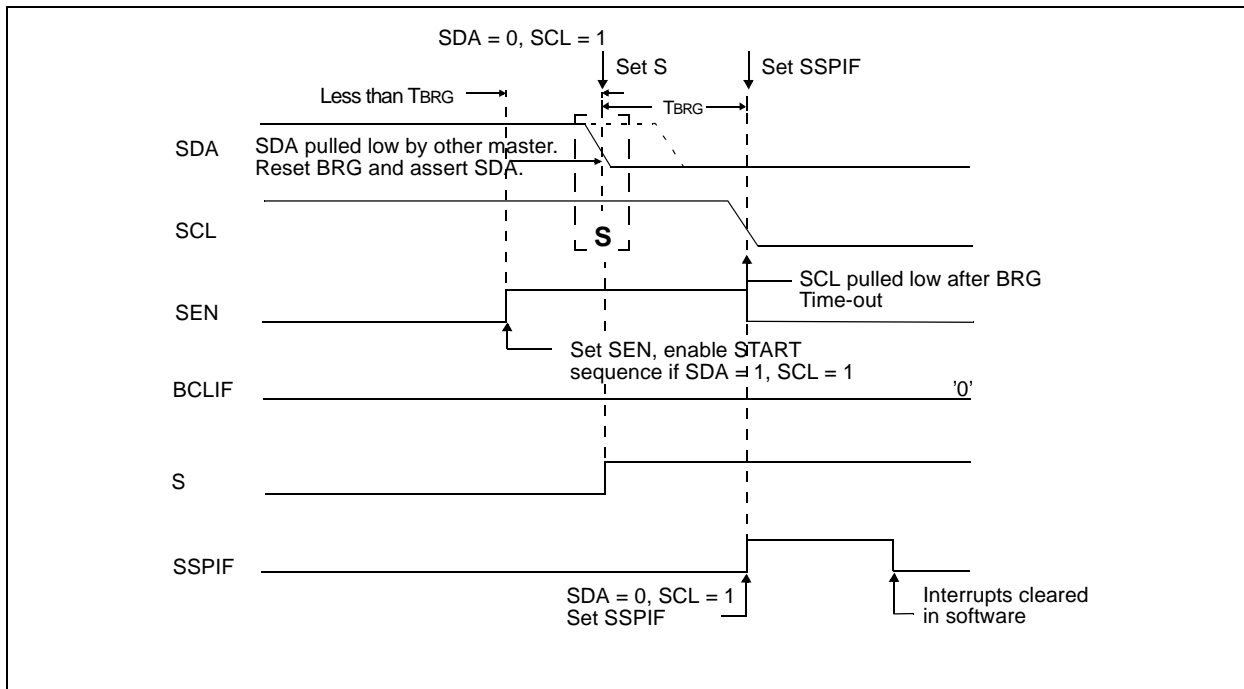 SDA = 0, SCL = 1
Set S
Set SSPIF
Less than TBRG
TBRG
SDA
SDA pulled low by other master.
Reset BRG and assert SDA.
SCL
S
SCL pulled low after BRG
Time-out
SEN
Set SEN, enable START
sequence if SDA = 1, SCL = 1
BCLIF
'0'
S
SSPIF
SDA = 0, SCL = 1
Set SSPIF
Interrupts cleared
in software